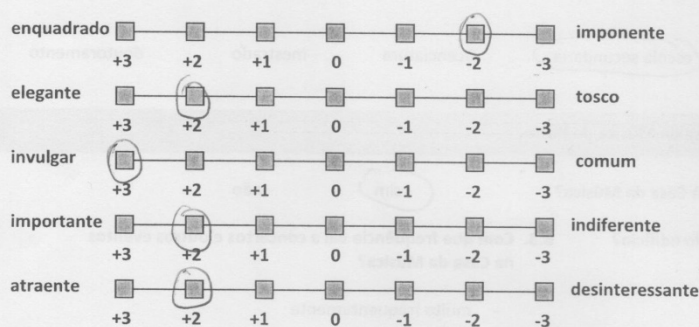 enquadrado imponente
+3 +2 +1 0 -1 -2 -3
elegante tosco
+3 +2 +1 0 -1 -2 -3
invulgar comum
+3 +2 +1 0 -1 -2 -3
importante indiferente
+3 +2 +1 0 -1 -2 -3
atraente desinteressante
+3 +2 +1 0 -1 -2 -3